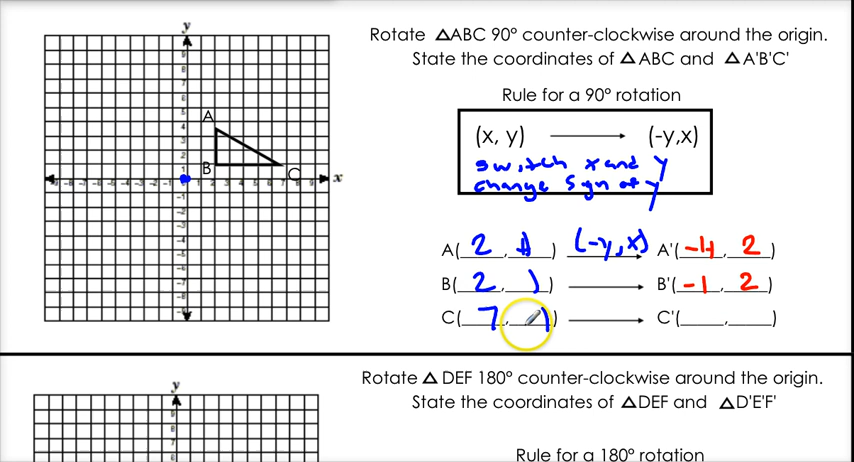 Rotate △ABC 90° counter-clockwise around the origin.
State the coordinates of △ABC and △A'B'C'
Rule for a 90° rotation
(x, y) → (-y,x)
switch x and y
change sign of y
y
A
B
C
x
A( 2 , 4 ) (-y,x) → A'( -4 , 2 )
B( 2 , 1 ) → B'( -1 , 2 )
C( 7 , 1 ) → C'(___,___)
Rotate △DEF 180° counter-clockwise around the origin.
State the coordinates of △DEF and △D'E'F'
y
Rule for a 180° rotation